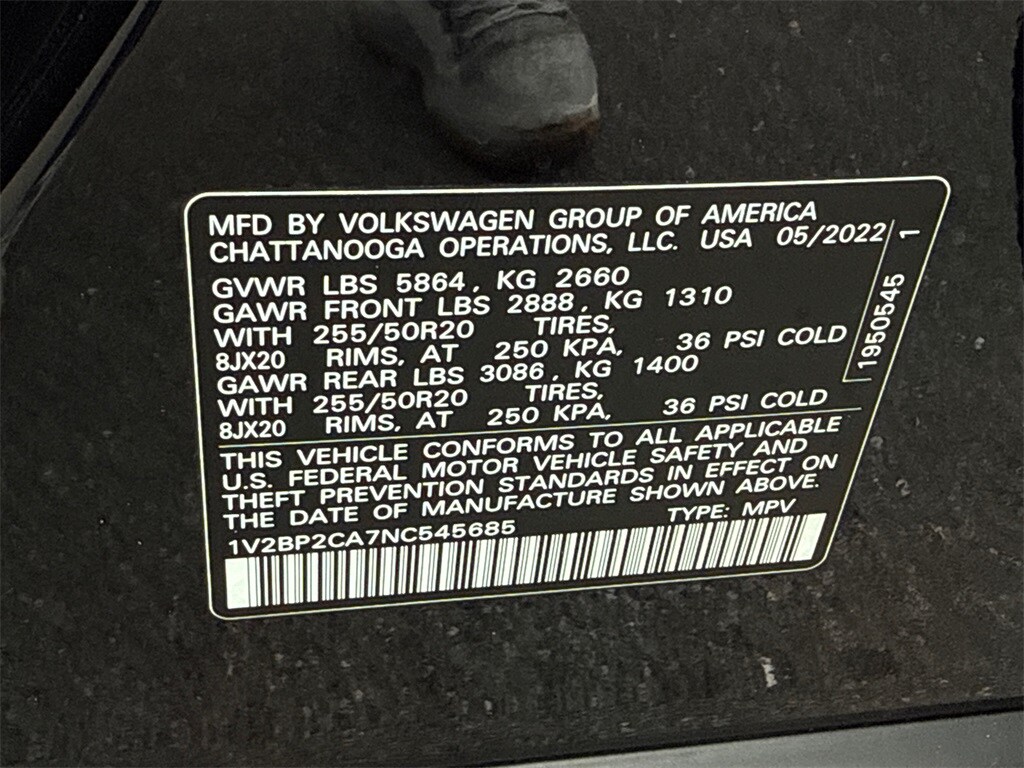 MFD BY VOLKSWAGEN GROUP OF AMERICA
CHATTANOOGA OPERATIONS, LLC. USA 05/2022
GVWR LBS 5864, KG 2660
GAWR FRONT LBS 2888, KG 1310
WITH 255/50R20 TIRES,
8JX20 RIMS, AT 250 KPA, 36 PSI COLD
GAWR REAR LBS 3086, KG 1400
WITH 255/50R20 TIRES,
8JX20 RIMS, AT 250 KPA, 36 PSI COLD
THIS VEHICLE CONFORMS TO ALL APPLICABLE
U.S. FEDERAL MOTOR VEHICLE SAFETY AND
THEFT PREVENTION STANDARDS IN EFFECT ON
THE DATE OF MANUFACTURE SHOWN ABOVE.
1V2BP2CA7NC545685 TYPE: MPV
1950545 1